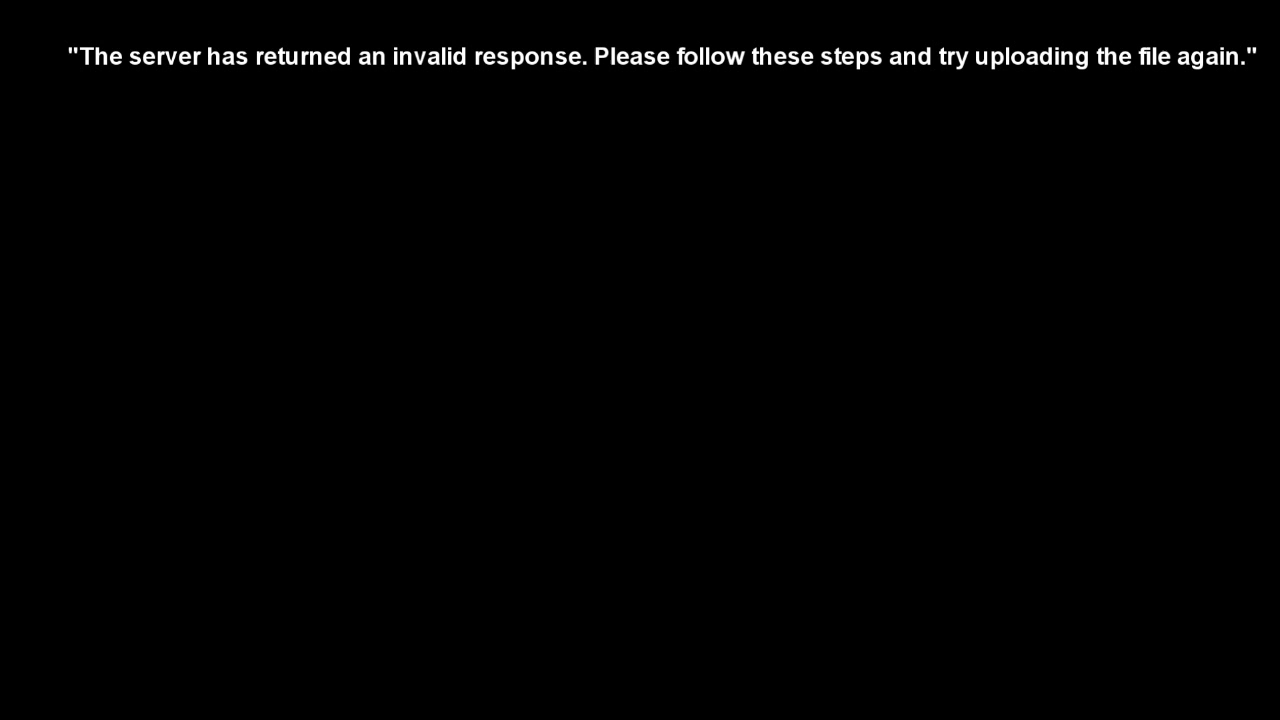 "The server has returned an invalid response. Please follow these steps and try uploading the file again."